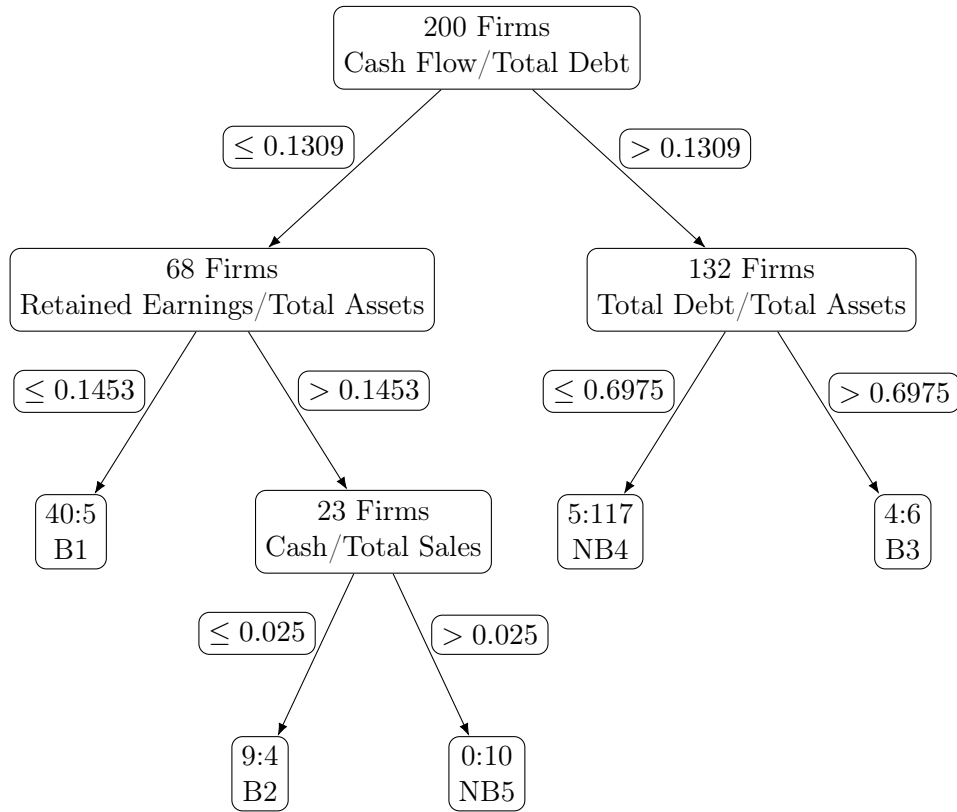 200 Firms
Cash Flow/Total Debt
≤ 0.1309
> 0.1309
68 Firms
Retained Earnings/Total Assets
132 Firms
Total Debt/Total Assets
≤ 0.1453
> 0.1453
≤ 0.6975
> 0.6975
40:5
B1
23 Firms
Cash/Total Sales
5:117
NB4
4:6
B3
≤ 0.025
> 0.025
9:4
B2
0:10
NB5